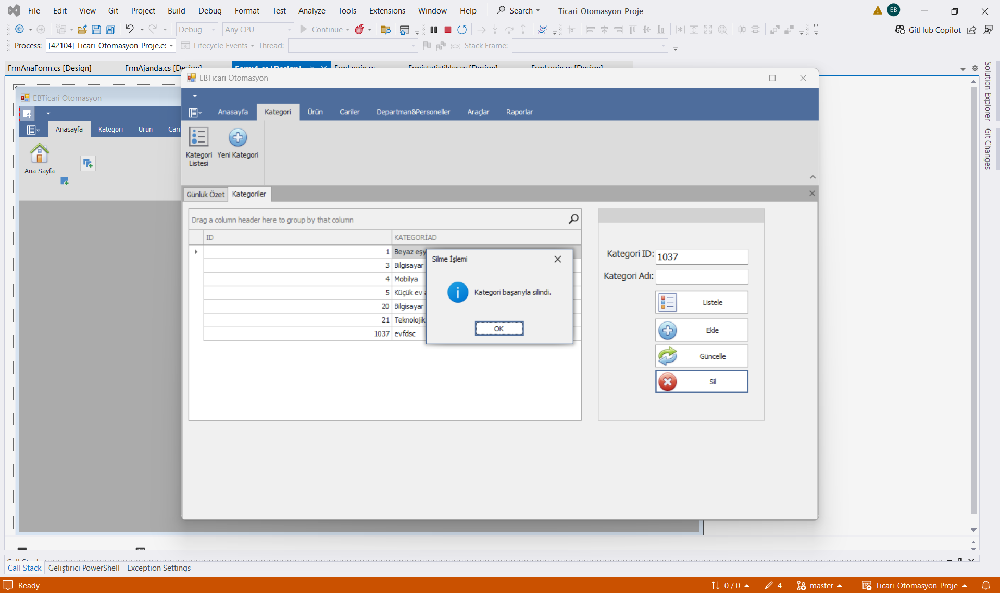 File Edit View Git Project Build Debug Format Test Analyze Tools Extensions Window Help Search Ticari_Otomasyon_Proje EB
Debug Any CPU Continue GitHub Copilot
Process: [42104] Ticari_Otomasyon_Proje.e: Lifecycle Events Thread: Stack Frame:
FrmAnaForm.cs [Design] FrmAjanda.cs [Design] Form1.cs [Design] FrmLogin.cs Frmistatistikler.cs [Design] FrmLogin.cs [Design]
Solution Explorer
Git Changes
EBTicari Otomasyon
Anasayfa Kategori Ürün Cari
Ana Sayfa
EBTicari Otomasyon
Anasayfa Kategori Ürün Cariler Departman&Personeller Araçlar Raporlar
Kategori Listesi
Yeni Kategori
Günlük Özet Kategoriler
Drag a column header here to group by that column
ID KATEGORİAD
1 Beyaz eşy
3 Bilgisayar
4 Mobilya
5 Küçük ev a
20 Bilgisayar
21 Teknolojik
1037 evfdsc
Silme İşlemi
Kategori başarıyla silindi.
OK
Kategori ID: 1037
Kategori Adı:
Listele
Ekle
Güncelle
Sil
Call Stack
Call Stack Geliştirici PowerShell Exception Settings
Ready 0 / 0 4 master Ticari_Otomasyon_Proje